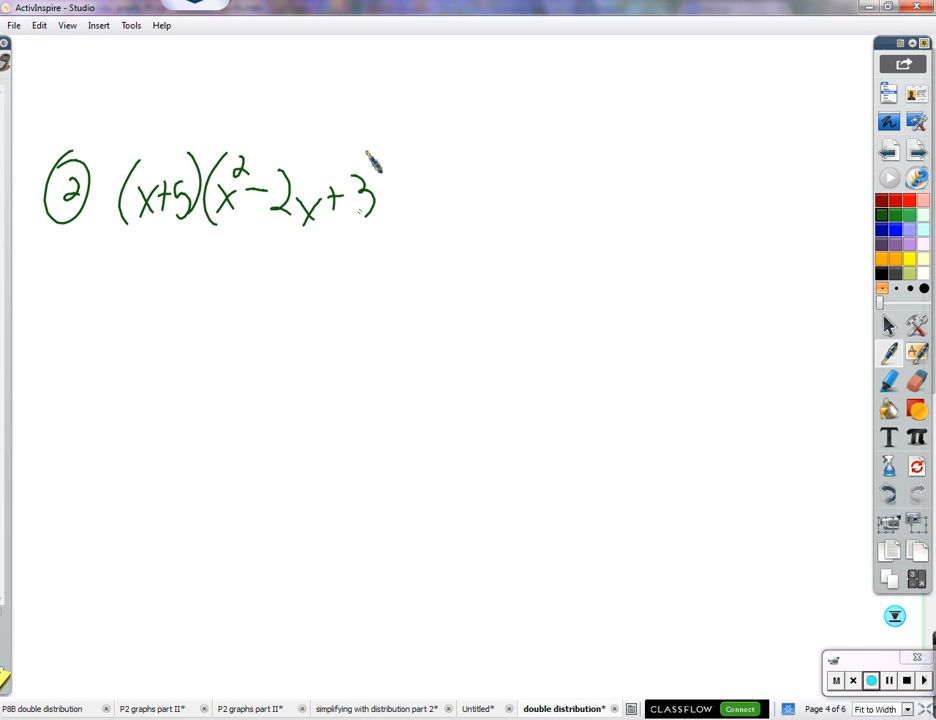 ActivInspire - Studio
File Edit View Insert Tools Help
② (x+5)(x²-2x+3
M
P8B double distribution
P2 graphs part II*
P2 graphs part II*
simplifying with distribution part 2*
Untitled*
double distribution*
CLASSFLOW Connect
Page 4 of 6
Fit to Width